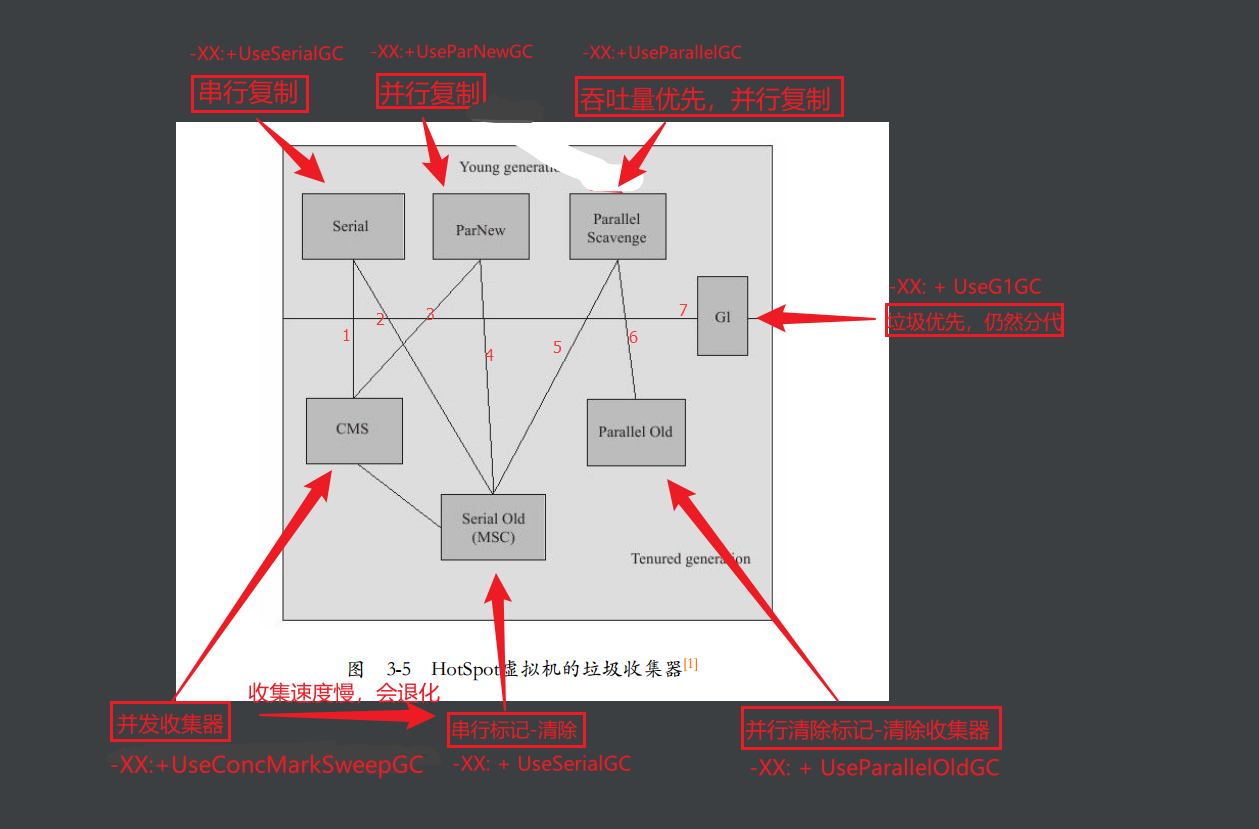 -XX:+UseSerialGC
-XX:+UseParNewGC
-XX:+UseParallelGC
串行复制
并行复制
吞吐量优先，并行复制
Young
Serial
ParNew
Parallel
Scavenge
-XX: + UseG1GC
垃圾优先，仍然分代
7
Gl
1
2
3
4
5
6
CMS
Parallel Old
Serial Old
(MSC)
Tenured generation
图 3-5 HotSpot虚拟机的垃圾收集器[1]
收集速度慢，会退化
并发收集器
串行标记-清除
并行清除标记-清除收集器
-XX:+UseConcMarkSweepGC
-XX: + UseSerialGC
-XX: + UseParallelOldGC